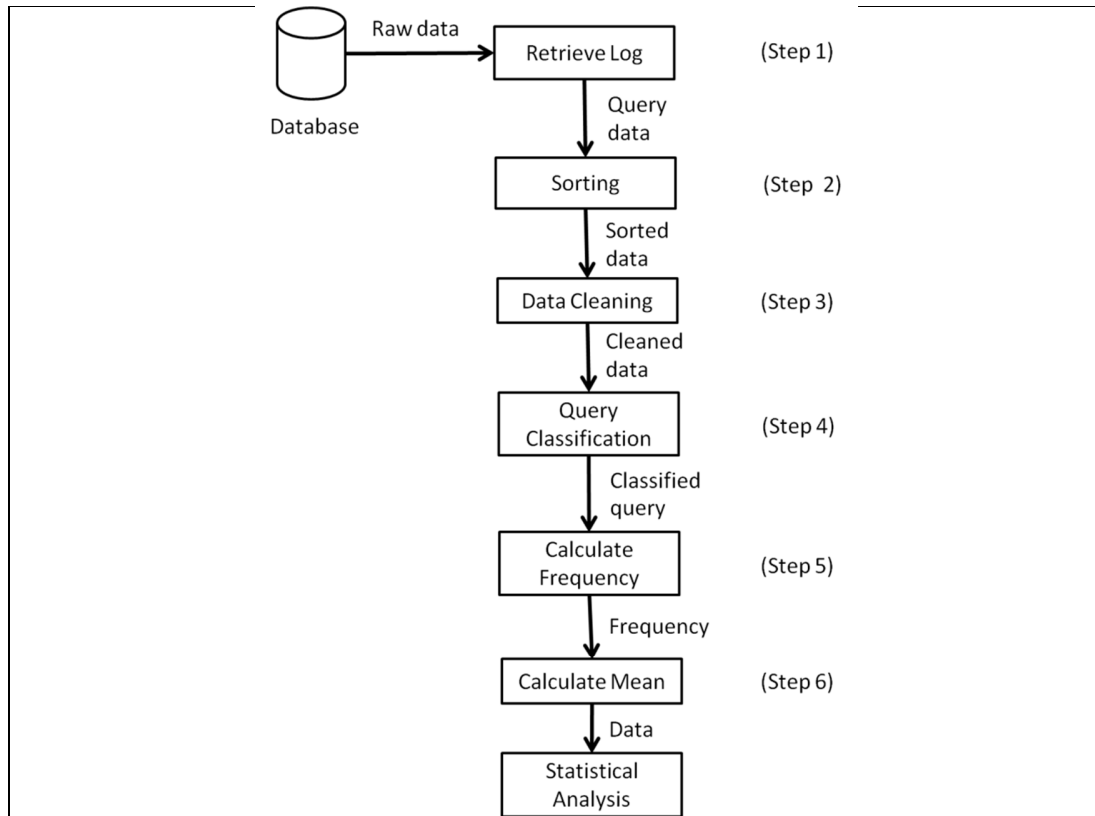 Raw data
Retrieve Log
(Step 1)
Database
Query
data
Sorting
(Step 2)
Sorted
data
Data Cleaning
(Step 3)
Cleaned
data
Query
Classification
(Step 4)
Classified
query
Calculate
Frequency
(Step 5)
Frequency
Calculate Mean
(Step 6)
Data
Statistical
Analysis